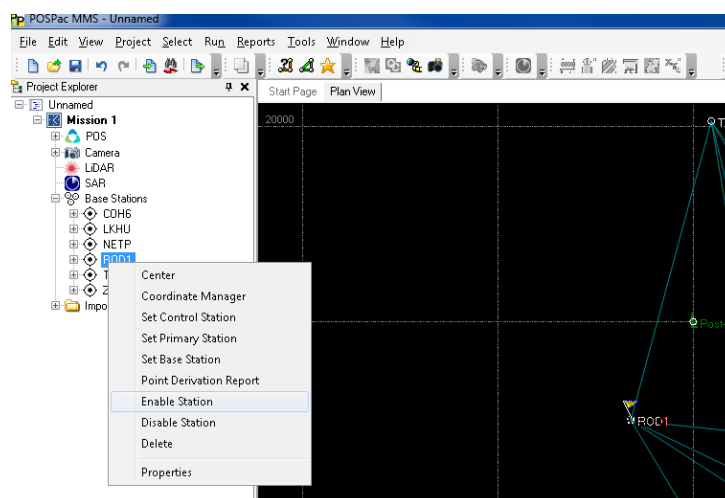 POSPac MMS - Unnamed
File Edit View Project Select Run Reports Tools Window Help
Project Explorer
Start Page Plan View
Unnamed
Mission 1
POS
Camera
LiDAR
SAR
Base Stations
COH6
LKHU
NETP
ROD1
T
Z
Impo
Center
Coordinate Manager
Set Control Station
Set Primary Station
Set Base Station
Point Derivation Report
Enable Station
Disable Station
Delete
Properties
20000
T
Post-
ROD1